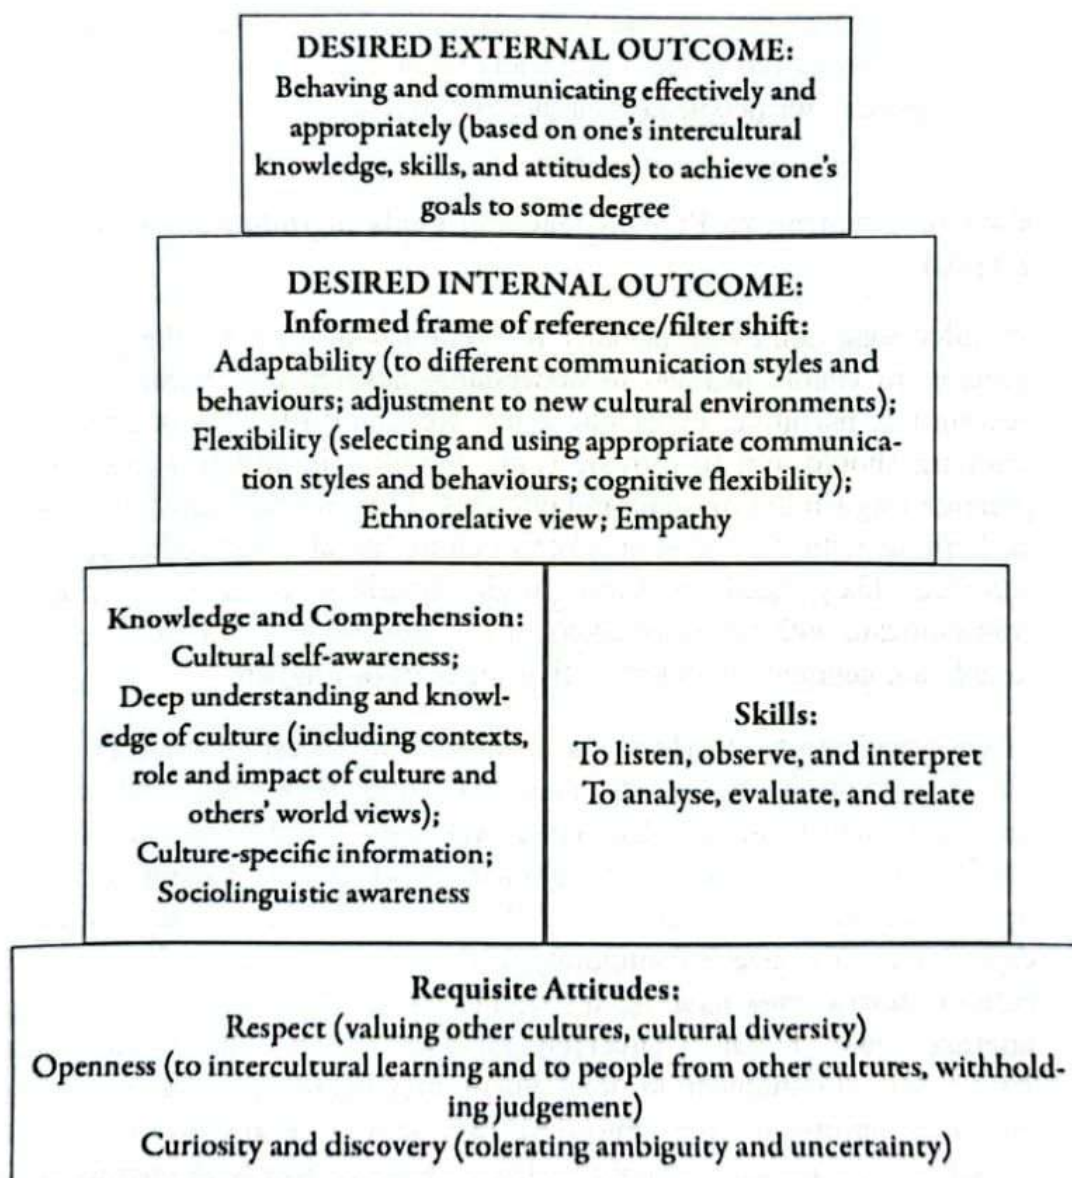 DESIRED EXTERNAL OUTCOME:
Behaving and communicating effectively and
appropriately (based on one's intercultural
knowledge, skills, and attitudes) to achieve one's
goals to some degree
DESIRED INTERNAL OUTCOME:
Informed frame of reference/filter shift:
Adaptability (to different communication styles and
behaviours; adjustment to new cultural environments);
Flexibility (selecting and using appropriate communica-
tion styles and behaviours; cognitive flexibility);
Ethnorelative view; Empathy
Knowledge and Comprehension:
Cultural self-awareness;
Deep understanding and knowl-
edge of culture (including contexts,
role and impact of culture and
others' world views);
Culture-specific information;
Sociolinguistic awareness
Skills:
To listen, observe, and interpret
To analyse, evaluate, and relate
Requisite Attitudes:
Respect (valuing other cultures, cultural diversity)
Openness (to intercultural learning and to people from other cultures, withhold-
ing judgement)
Curiosity and discovery (tolerating ambiguity and uncertainty)